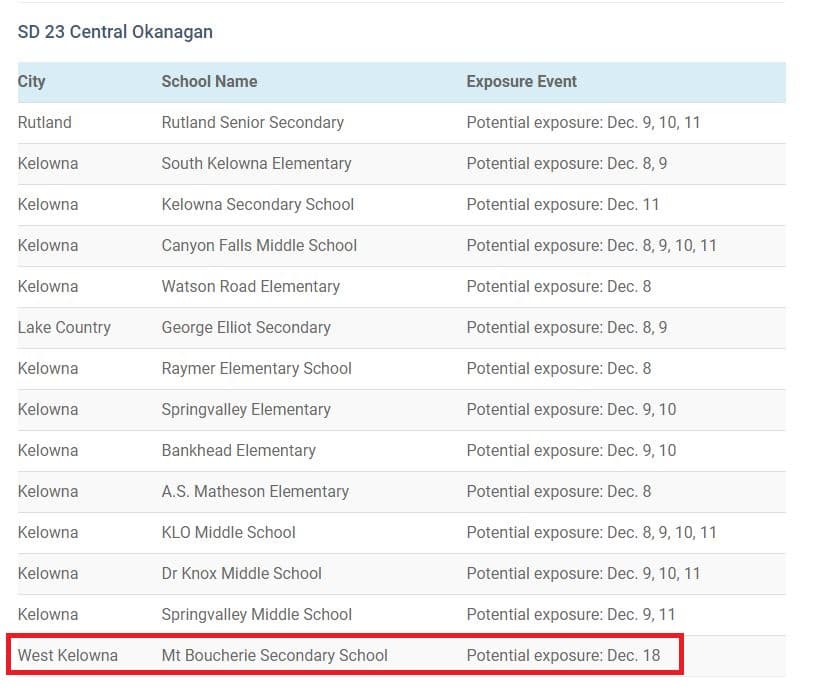 SD 23 Central Okanagan
City School Name Exposure Event
Rutland Rutland Senior Secondary Potential exposure: Dec. 9, 10, 11
Kelowna South Kelowna Elementary Potential exposure: Dec. 8, 9
Kelowna Kelowna Secondary School Potential exposure: Dec. 11
Kelowna Canyon Falls Middle School Potential exposure: Dec. 8, 9, 10, 11
Kelowna Watson Road Elementary Potential exposure: Dec. 8
Lake Country George Elliot Secondary Potential exposure: Dec. 8, 9
Kelowna Raymer Elementary School Potential exposure: Dec. 8
Kelowna Springvalley Elementary Potential exposure: Dec. 9, 10
Kelowna Bankhead Elementary Potential exposure: Dec. 9, 10
Kelowna A.S. Matheson Elementary Potential exposure: Dec. 8
Kelowna KLO Middle School Potential exposure: Dec. 8, 9, 10, 11
Kelowna Dr Knox Middle School Potential exposure: Dec. 9, 10, 11
Kelowna Springvalley Middle School Potential exposure: Dec. 9, 11
West Kelowna Mt Boucherie Secondary School Potential exposure: Dec. 18